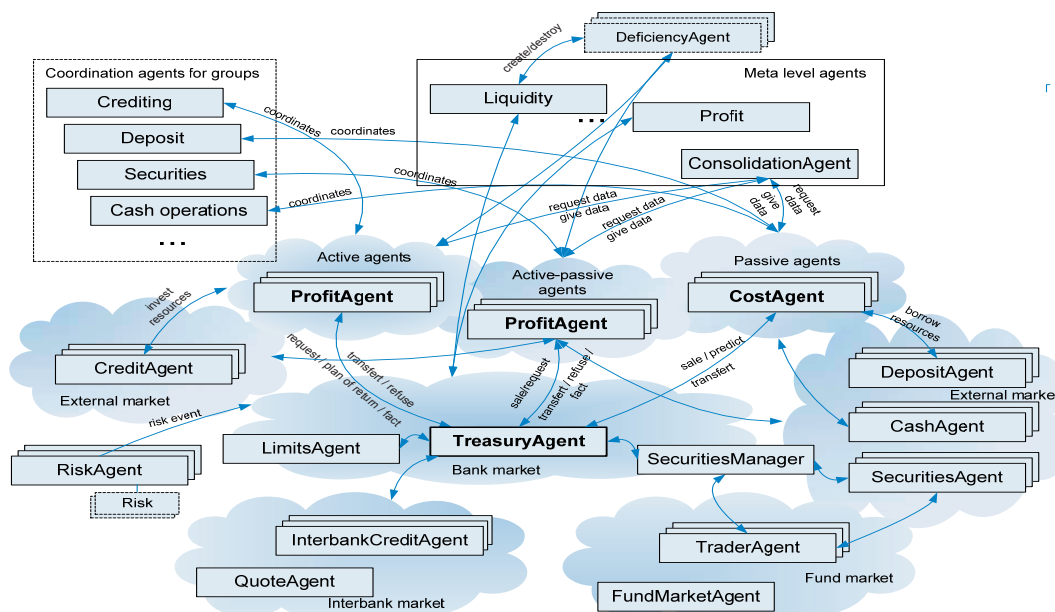 DeficiencyAgent
create/destroy
Coordination agents for groups
Meta level agents
Crediting
Liquidity
...
Profit
coordinates
Deposit
coordinates
Securities
coordinates
ConsolidationAgent
Cash operations
coordinates
...
request data
give data
request data
give data
request
data
give
data
Active agents
ProfitAgent
Active-passive
agents
ProfitAgent
Passive agents
CostAgent
invest
resources
borrow
resources
CreditAgent
External market
transfert / refuse
request / plan of return / fact
sale/request
transfert / refuse /
fact
sale / predict
transfert
DepositAgent
External market
risk event
CashAgent
LimitsAgent
TreasuryAgent
Bank market
SecuritiesManager
SecuritiesAgent
RiskAgent
Risk
InterbankCreditAgent
QuoteAgent
Interbank market
TraderAgent
Fund market
FundMarketAgent
T